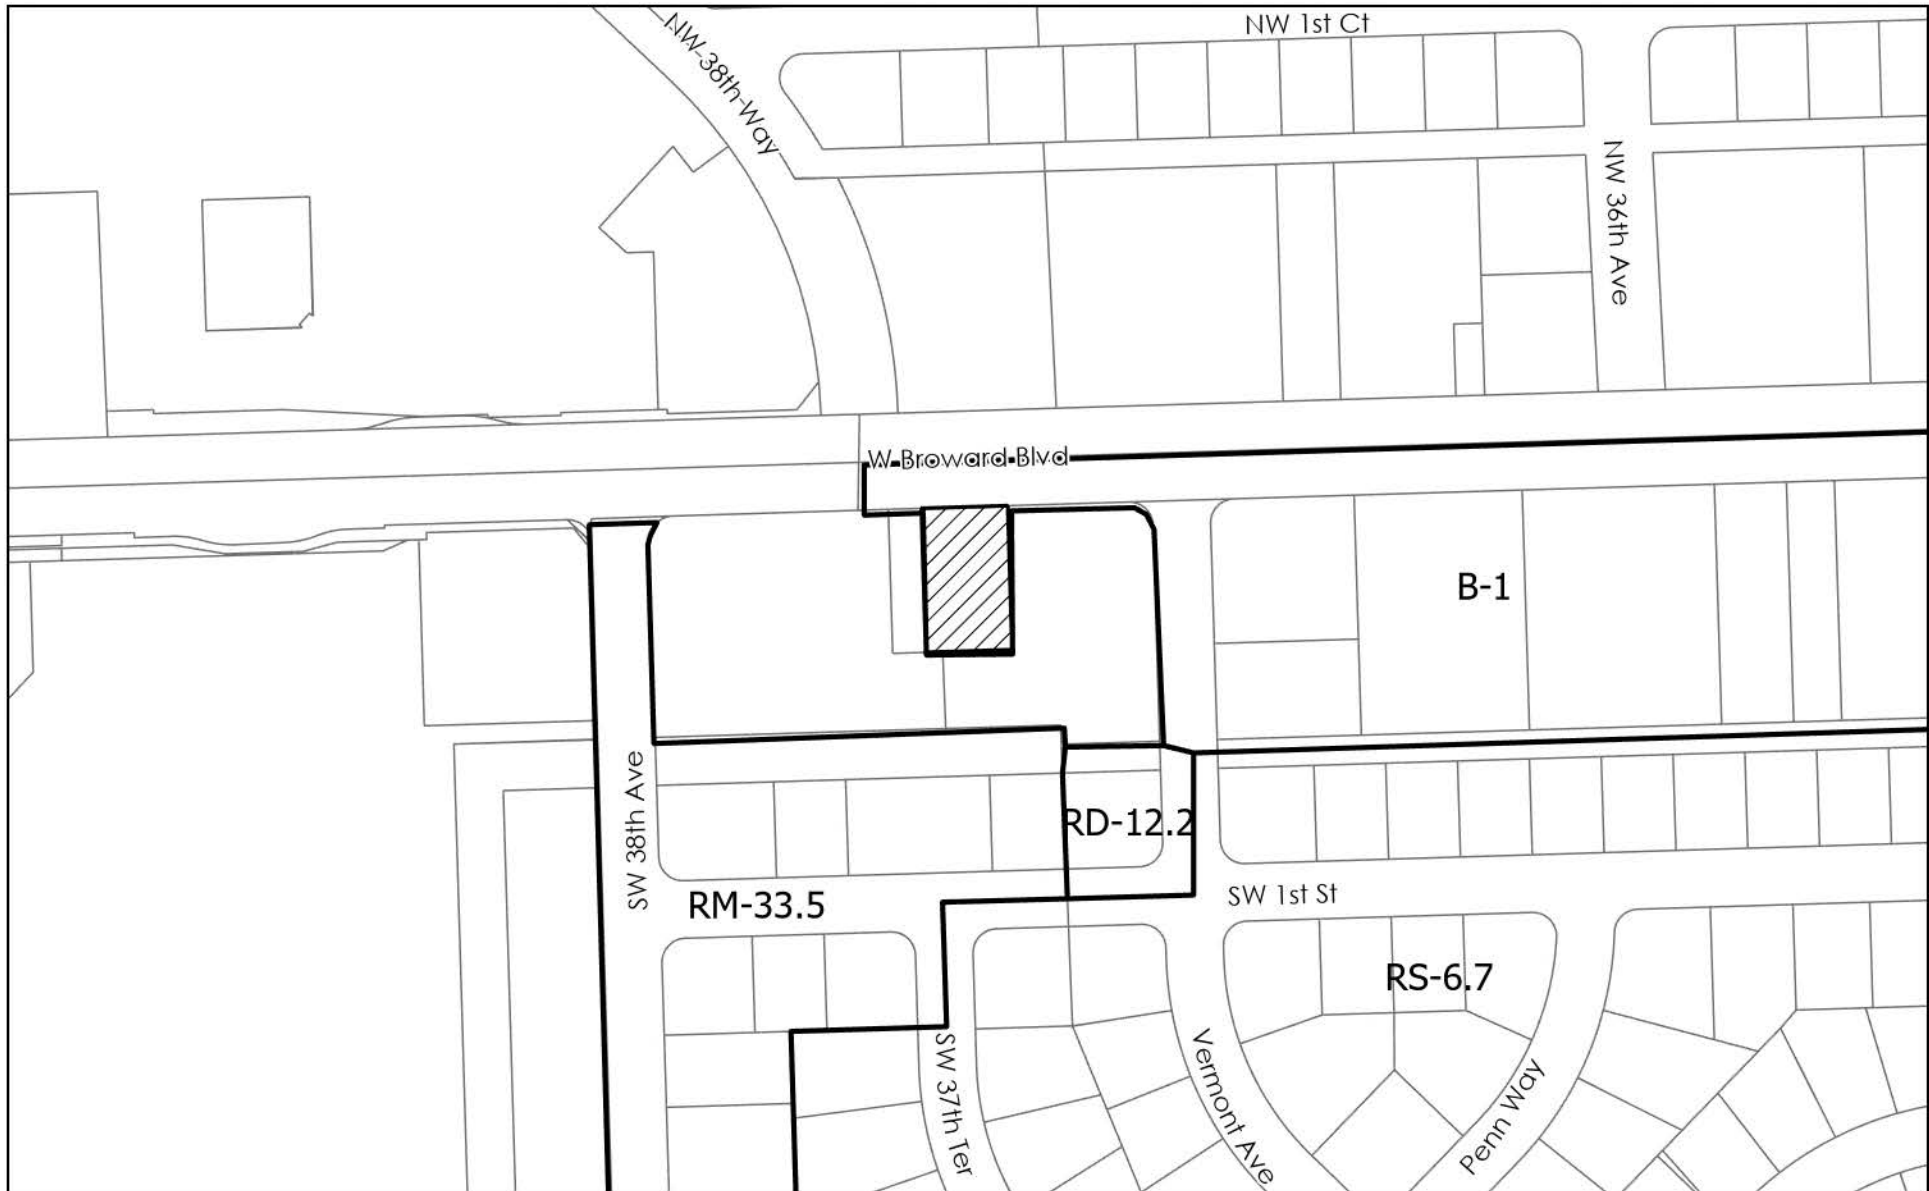 NW 1st Ct
NW 38th Way
NW 36th Ave
W Broward Blvd
B-1
SW 38th Ave
RD-12.2
RM-33.5
SW 1st St
RS-6.7
SW 37th Ter
Vermont Ave
Penn Way